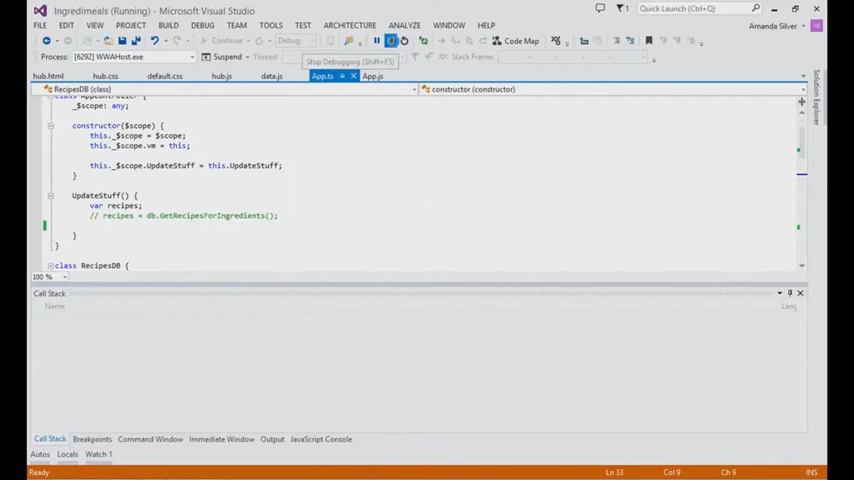 Ingredimeals (Running) - Microsoft Visual Studio
Quick Launch (Ctrl+Q)
FILE EDIT VIEW PROJECT BUILD DEBUG TEAM TOOLS TEST ARCHITECTURE ANALYZE WINDOW HELP Amanda Silver
Continue Debug Code Map
Process: [6292] WWAHost.exe Suspend Thread: Stack Frame:
Stop Debugging (Shift+F5)
hub.html hub.css default.css hub.js data.js App.ts App.js
RecipesDB (class) constructor (constructor)
class AppController {
_$scope: any;
constructor($scope) {
this._$scope = $scope;
this._$scope.vm = this;
this._$scope.UpdateStuff = this.UpdateStuff;
}
UpdateStuff() {
var recipes;
// recipes = db.GetRecipesForIngredients();
}
}
class RecipesDB {
100 %
Call Stack
Name Lang
Call Stack Breakpoints Command Window Immediate Window Output JavaScript Console
Autos Locals Watch 1
Ready Ln 33 Col 9 Ch 9 INS
Solution Explorer